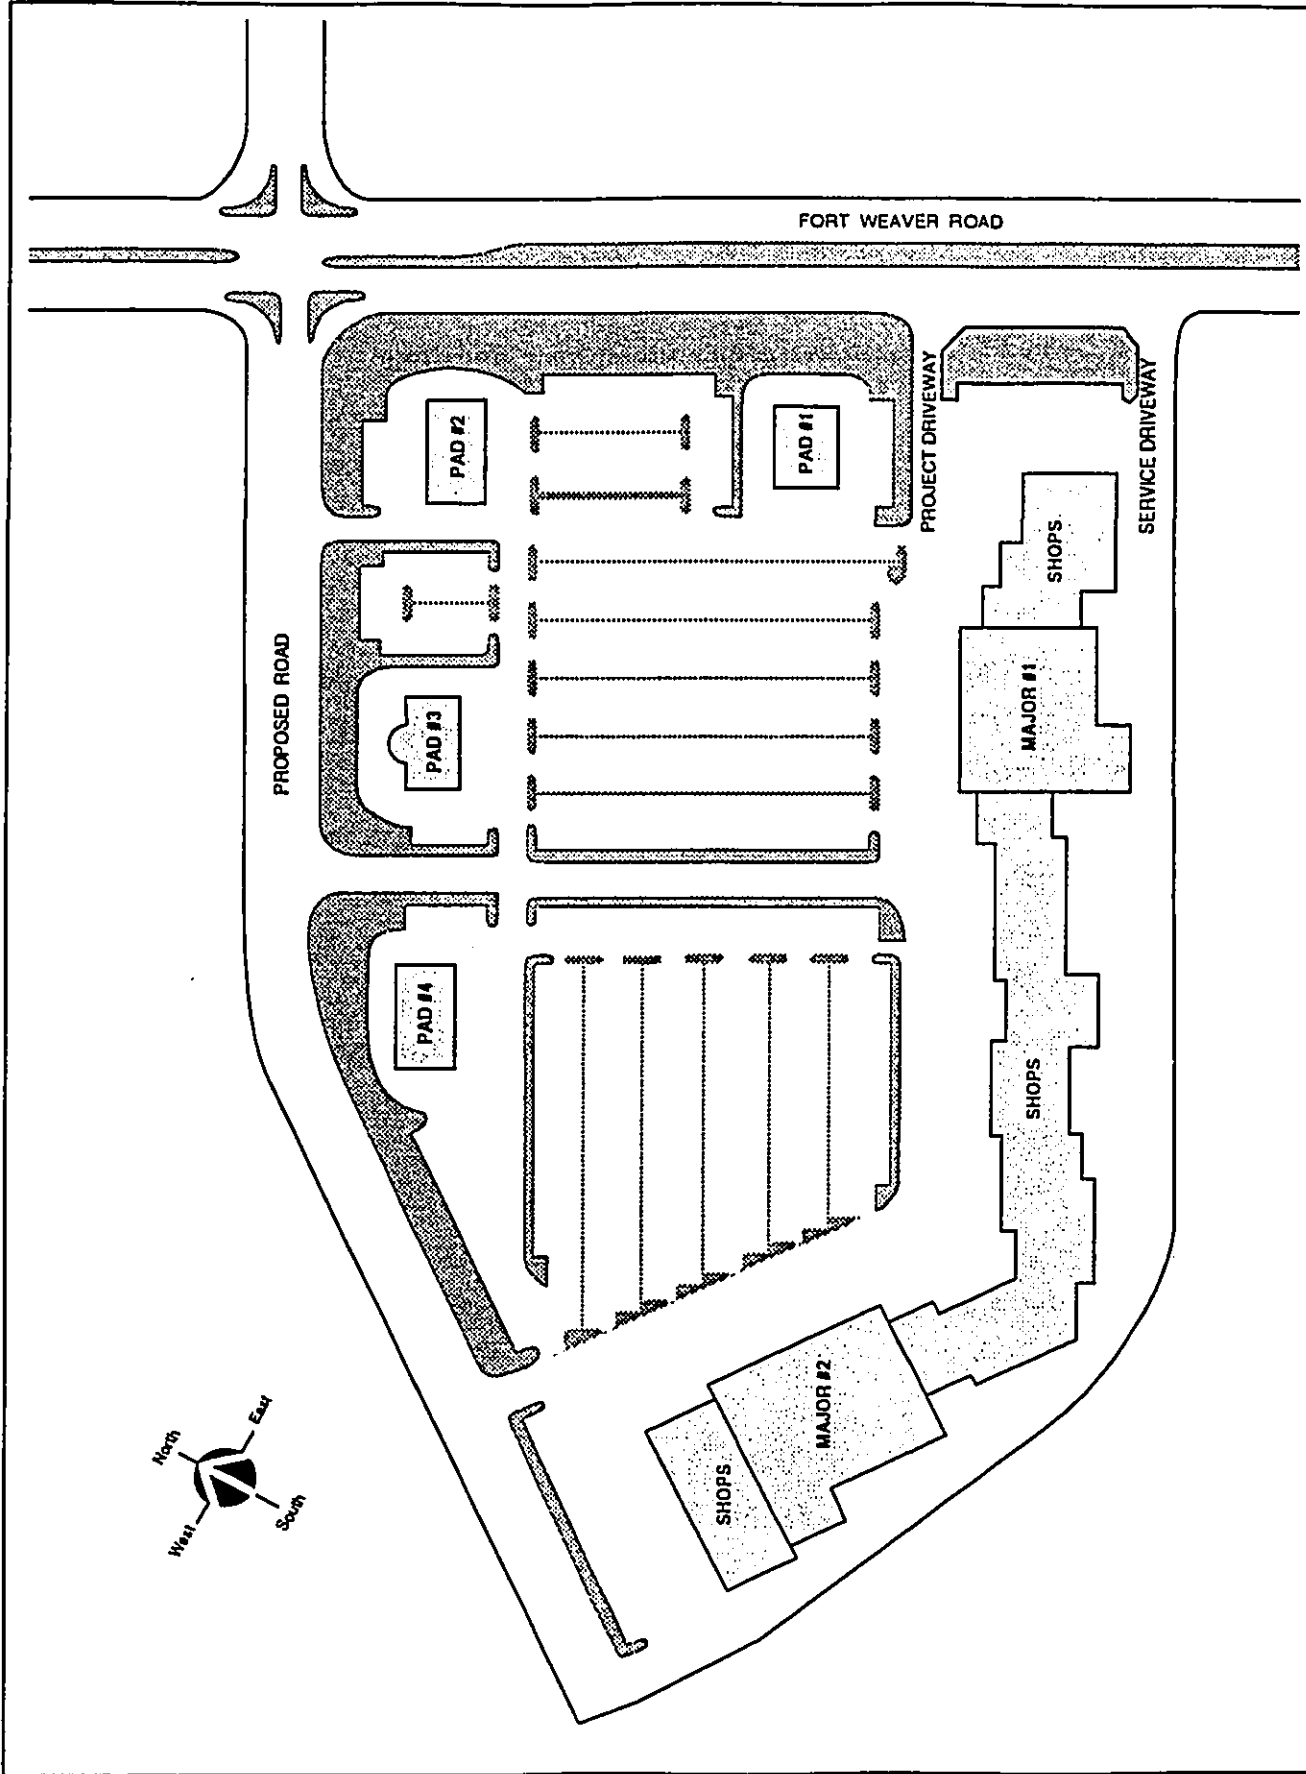 FORT WEAVER ROAD
PROJECT DRIVEWAY
SERVICE DRIVEWAY
PAD #2
PAD #1
SHOPS
PROPOSED ROAD
PAD #3
MAJOR #1
PAD #4
SHOPS
MAJOR #2
SHOPS
North
East
West
South